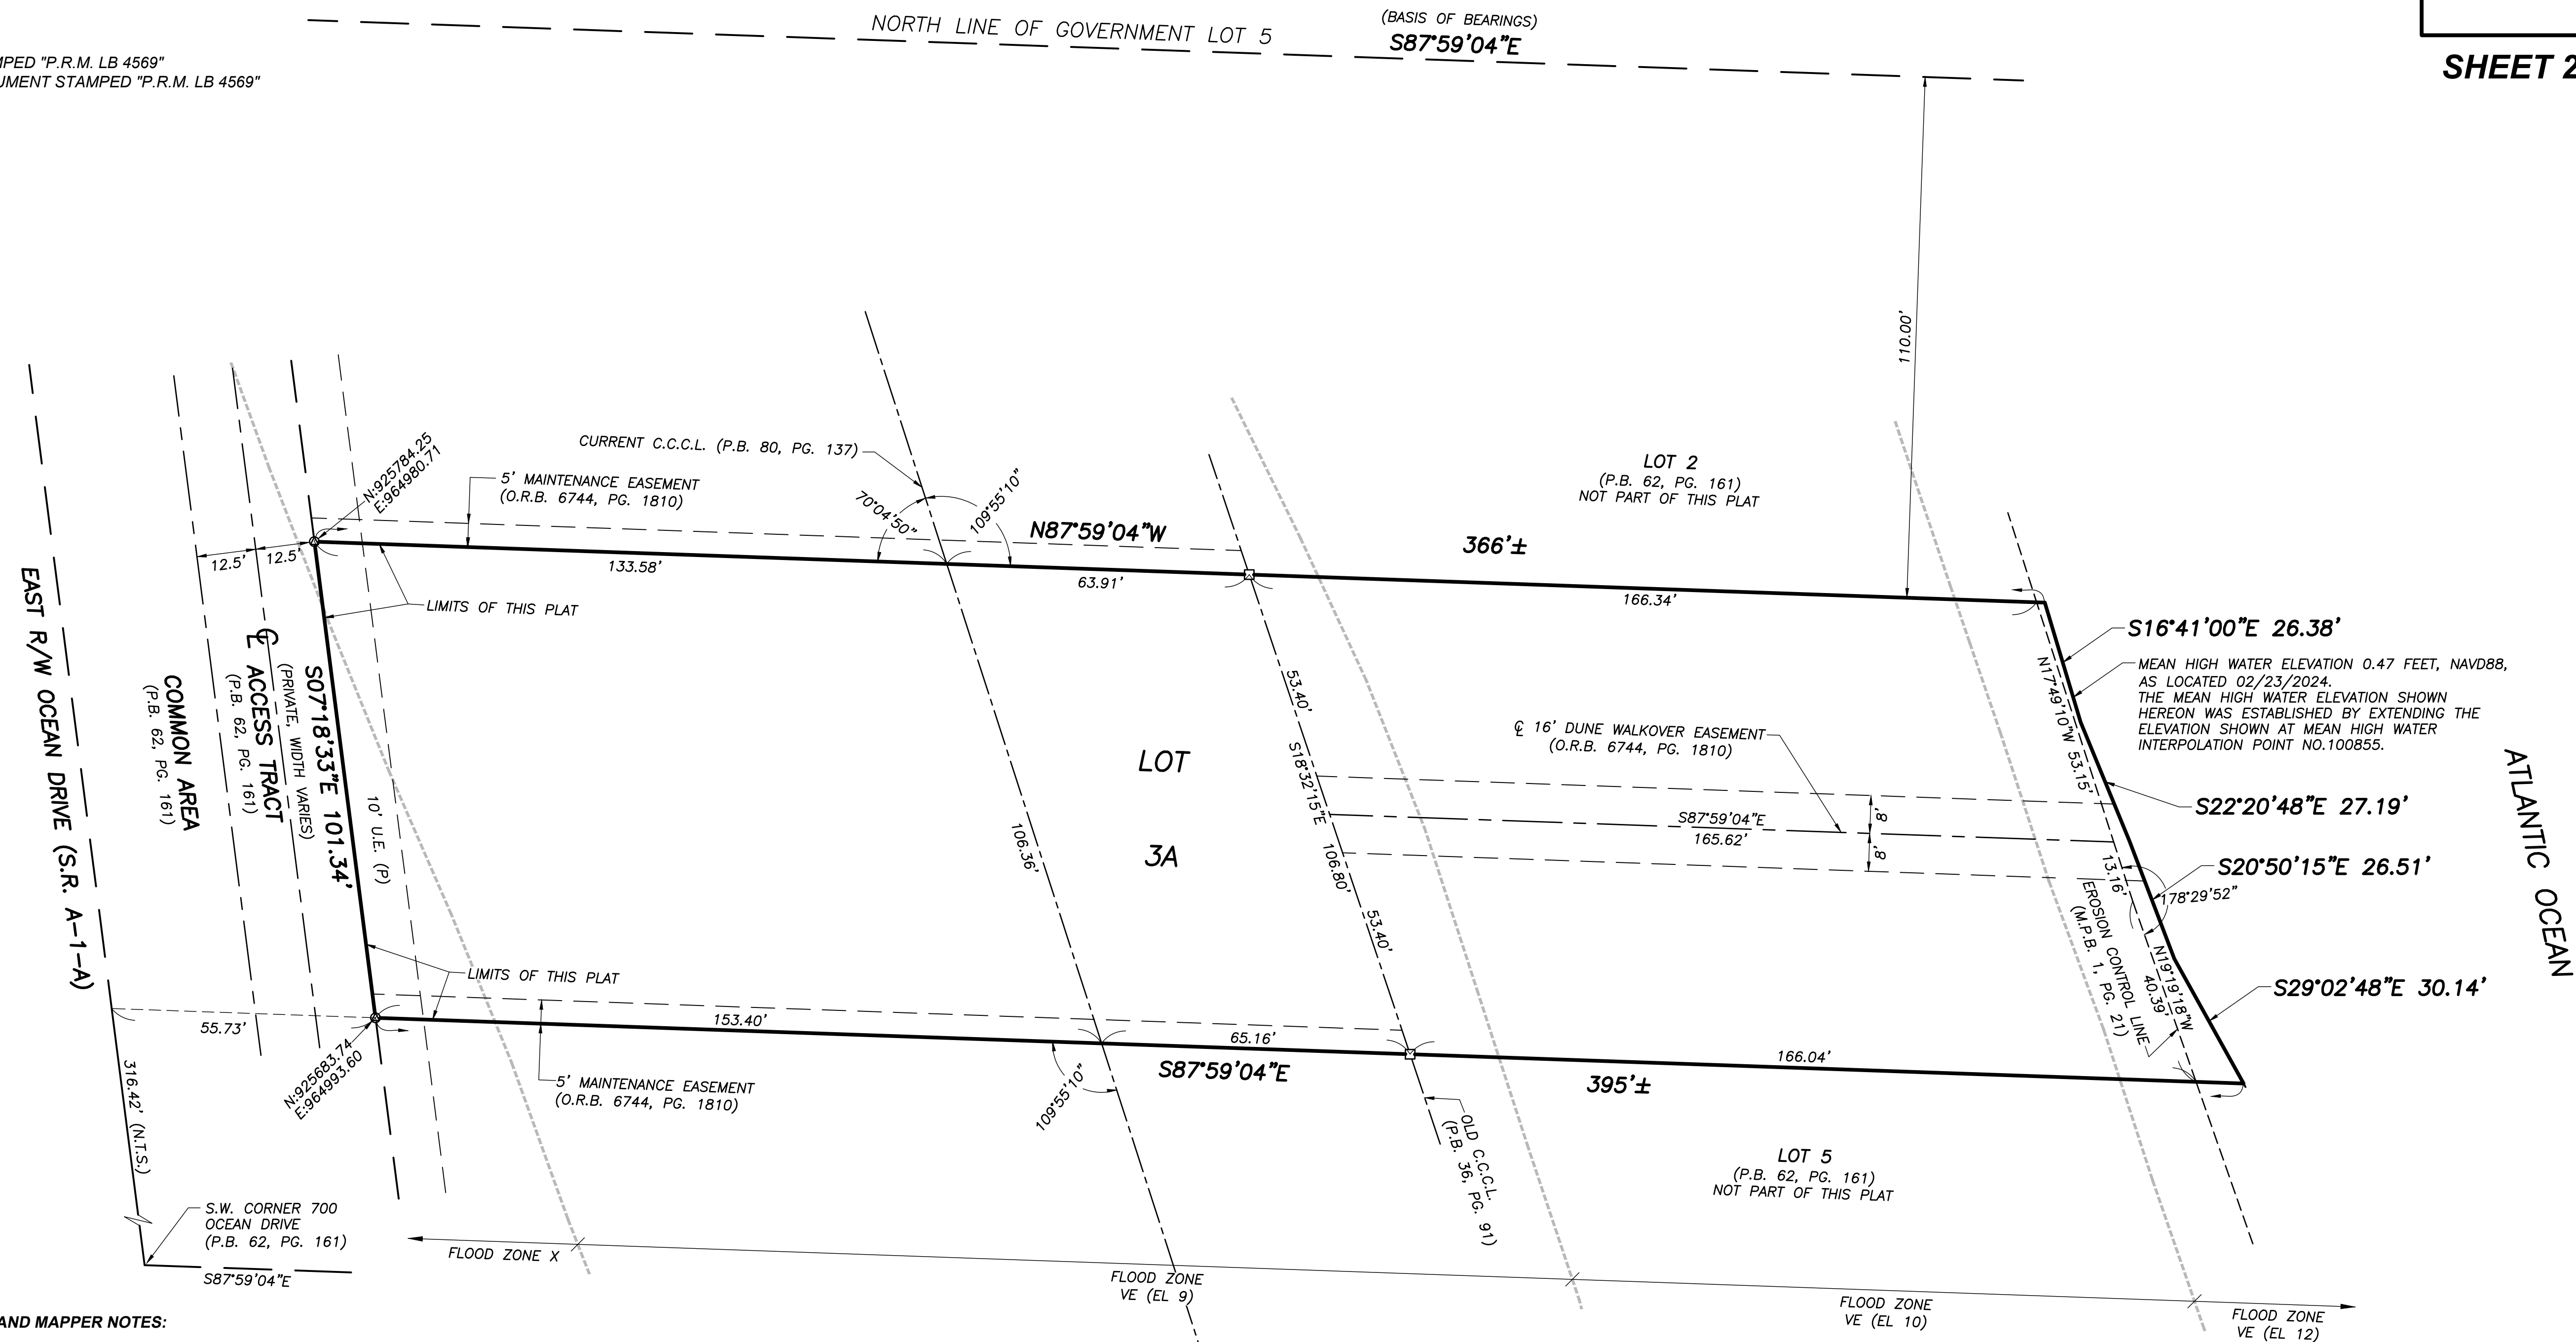 NORTH LINE OF GOVERNMENT LOT 5
(BASIS OF BEARINGS)
S87°59'04"E
SHEET 2
MPED "P.R.M. LB 4569"
UMENT STAMPED "P.R.M. LB 4569"
110.00'
N:925784.25
E:964980.71
CURRENT C.C.C.L. (P.B. 80, PG. 137)
5' MAINTENANCE EASEMENT
(O.R.B. 6744, PG. 1810)
70°04'50"
109°55'10"
N87°59'04"W
366'±
LOT 2
(P.B. 62, PG. 161)
NOT PART OF THIS PLAT
12.5'
12.5'
133.58'
63.91'
166.34'
LIMITS OF THIS PLAT
EAST R/W OCEAN DRIVE (S.R. A-1-A)
COMMON AREA
(P.B. 62, PG. 161)
℄ ACCESS TRACT
(P.B. 62, PG. 161)
(PRIVATE, WIDTH VARIES)
S07°18'33"E 101.34'
10' U.E. (P)
LOT
3A
106.36'
53.40'
S18°32'15"E
106.80'
53.40'
℄ 16' DUNE WALKOVER EASEMENT
(O.R.B. 6744, PG. 1810)
S87°59'04"E
165.62'
8'
8'
N17°49'10"W 53.15'
13.16'
S16°41'00"E 26.38'
MEAN HIGH WATER ELEVATION 0.47 FEET, NAVD88,
AS LOCATED 02/23/2024.
THE MEAN HIGH WATER ELEVATION SHOWN
HEREON WAS ESTABLISHED BY EXTENDING THE
ELEVATION SHOWN AT MEAN HIGH WATER
INTERPOLATION POINT NO.100855.
S22°20'48"E 27.19'
S20°50'15"E 26.51'
178°29'52"
EROSION CONTROL LINE
(M.P.B. 1, PG. 21)
N19°19'18"W
40.39'
S29°02'48"E 30.14'
ATLANTIC OCEAN
LIMITS OF THIS PLAT
55.73'
153.40'
65.16'
166.04'
S87°59'04"E
395'±
N:925683.74
E:964993.60
5' MAINTENANCE EASEMENT
(O.R.B. 6744, PG. 1810)
109°55'10"
OLD C.C.C.L.
(P.B. 36, PG. 91)
LOT 5
(P.B. 62, PG. 161)
NOT PART OF THIS PLAT
316.42' (N.T.S.)
S.W. CORNER 700
OCEAN DRIVE
(P.B. 62, PG. 161)
S87°59'04"E
FLOOD ZONE X
FLOOD ZONE
VE (EL 9)
FLOOD ZONE
VE (EL 10)
FLOOD ZONE
VE (EL 12)
AND MAPPER NOTES: